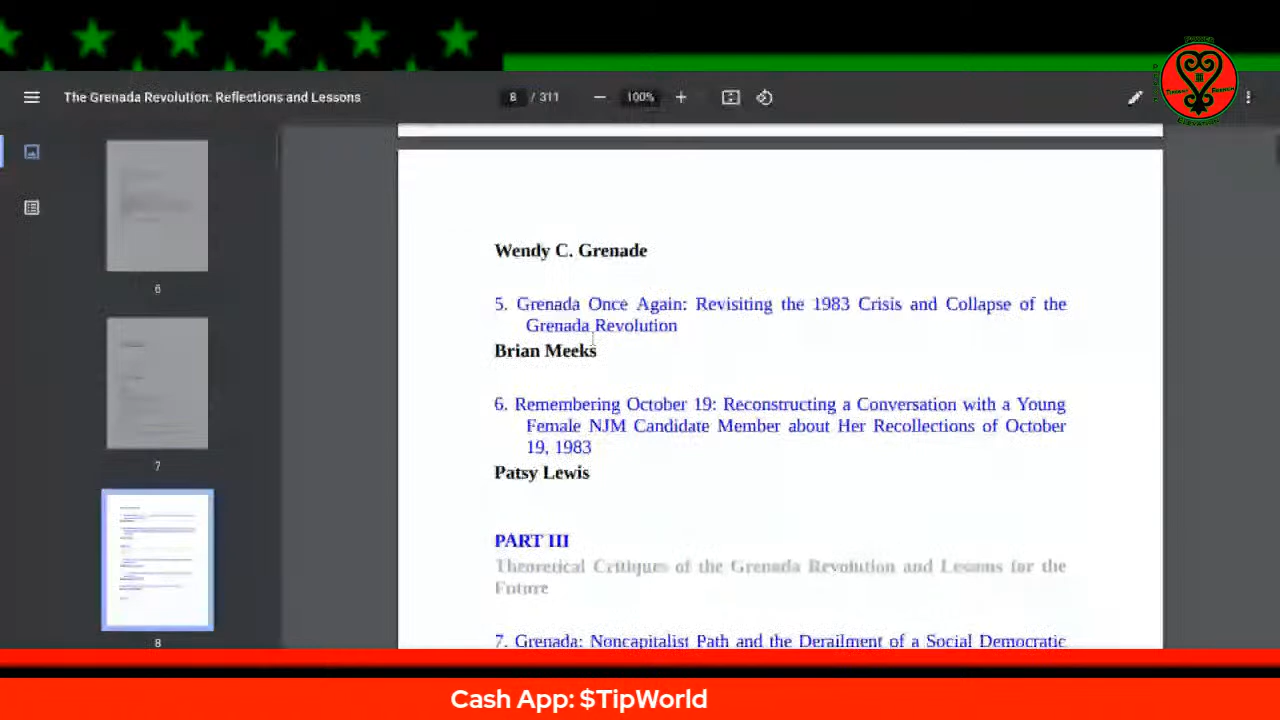 The Grenada Revolution: Reflections and Lessons
8 / 311
100%
Wendy C. Grenade
5. Grenada Once Again: Revisiting the 1983 Crisis and Collapse of the
Grenada Revolution
Brian Meeks
6. Remembering October 19: Reconstructing a Conversation with a Young
Female NJM Candidate Member about Her Recollections of October
19, 1983
Patsy Lewis
PART III
Theoretical Critiques of the Grenada Revolution and Lessons for the
Future
7. Grenada: Noncapitalist Path and the Derailment of a Social Democratic
6
7
8
Cash App: $TipWorld